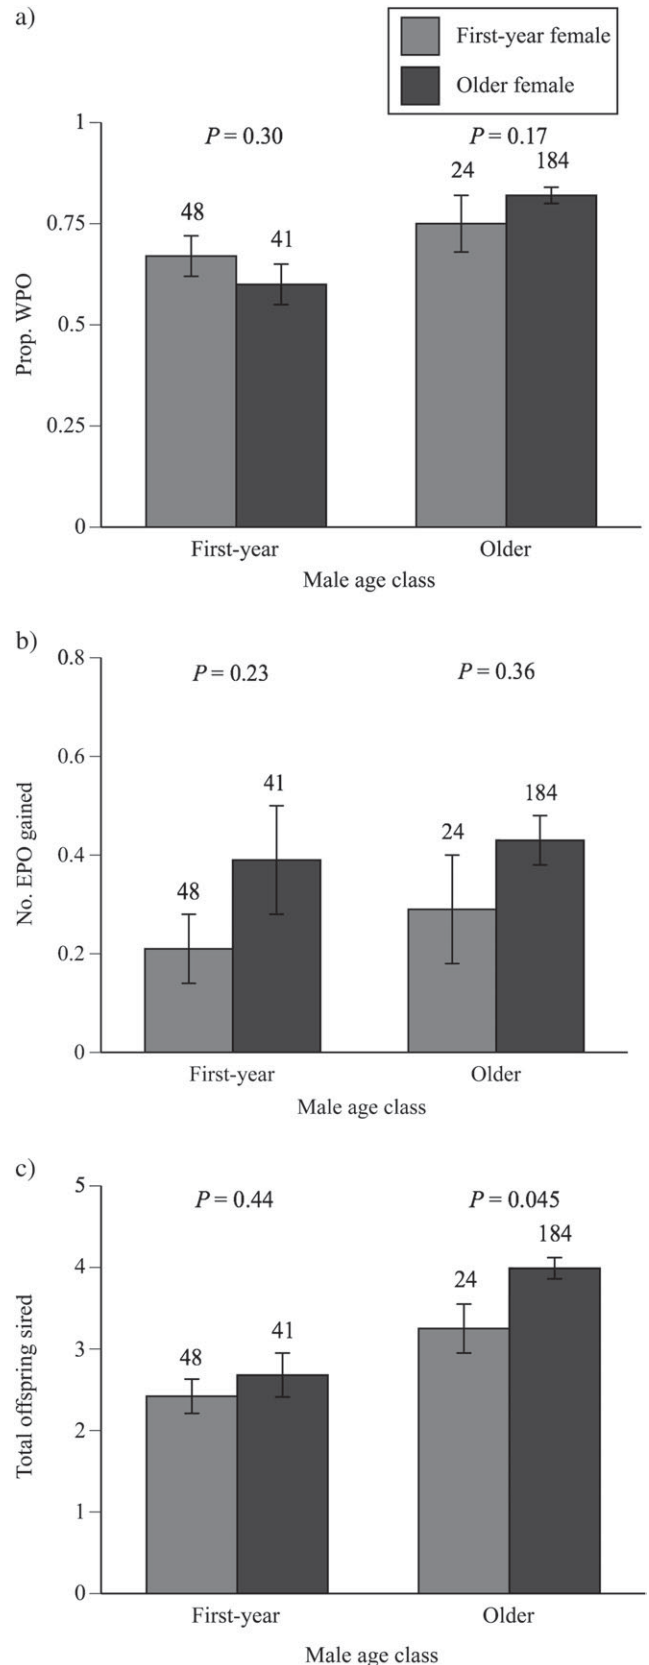 a)
First-year female
Older female
P = 0.30
P = 0.17
48
41
24
184
1
0.75
0.5
0.25
0
Prop. WPO
First-year
Older
Male age class
b)
P = 0.23
P = 0.36
48
41
24
184
0.8
0.6
0.4
0.2
0
No. EPO gained
First-year
Older
Male age class
c)
P = 0.44
P = 0.045
48
41
24
184
5
4
3
2
1
0
Total offspring sired
First-year
Older
Male age class